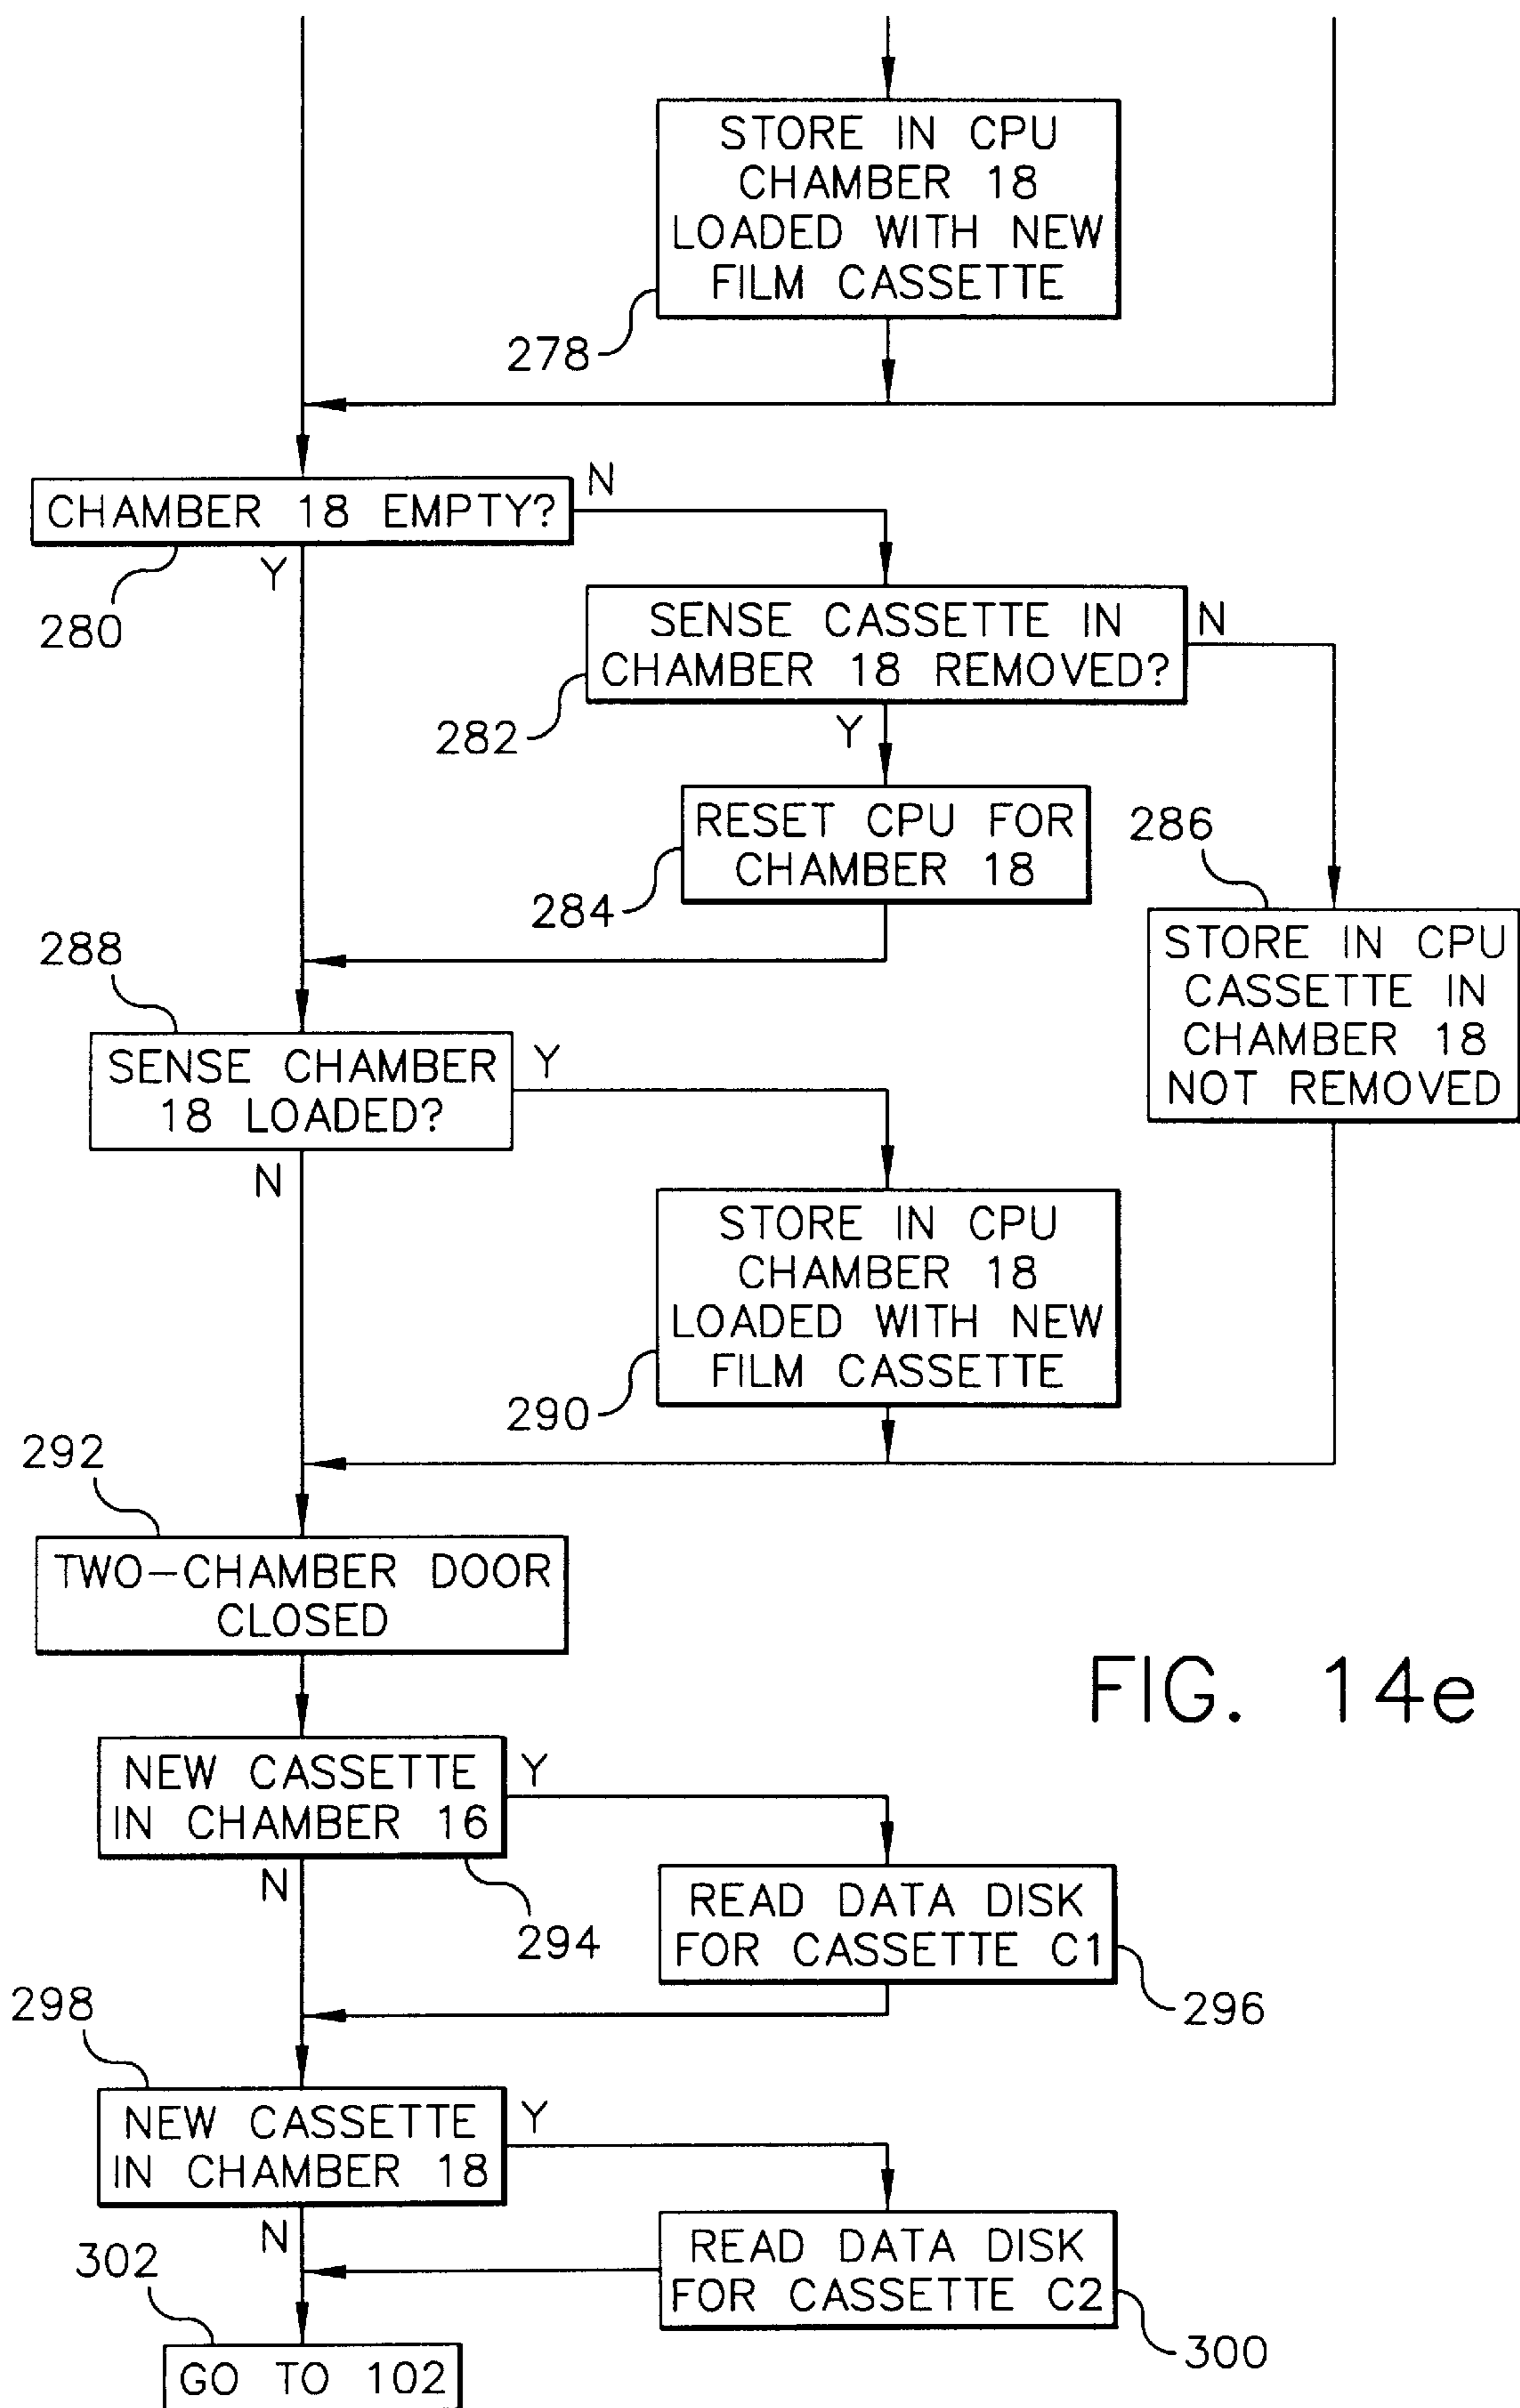 STORE IN CPU
CHAMBER 18
LOADED WITH NEW
FILM CASSETTE
278
CHAMBER 18 EMPTY?
N
Y
280
SENSE CASSETTE IN
CHAMBER 18 REMOVED?
N
282
Y
RESET CPU FOR
CHAMBER 18
284
286
STORE IN CPU
CASSETTE IN
CHAMBER 18
NOT REMOVED
288
SENSE CHAMBER
18 LOADED?
Y
N
STORE IN CPU
CHAMBER 18
LOADED WITH NEW
FILM CASSETTE
290
292
TWO-CHAMBER DOOR
CLOSED
FIG. 14e
NEW CASSETTE
IN CHAMBER 16
Y
N
294
READ DATA DISK
FOR CASSETTE C1
296
298
NEW CASSETTE
IN CHAMBER 18
Y
N
READ DATA DISK
FOR CASSETTE C2
300
302
GO TO 102